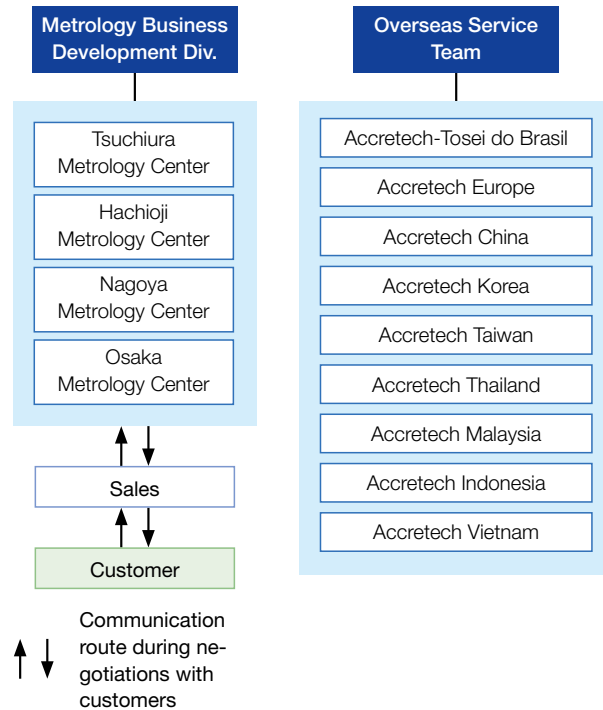 Metrology Business
Development Div.
Tsuchiura
Metrology Center
Hachioji
Metrology Center
Nagoya
Metrology Center
Osaka
Metrology Center
Sales
Customer
Communication
route during ne-
gotiations with
customers
Overseas Service
Team
Accretech-Tosei do Brasil
Accretech Europe
Accretech China
Accretech Korea
Accretech Taiwan
Accretech Thailand
Accretech Malaysia
Accretech Indonesia
Accretech Vietnam